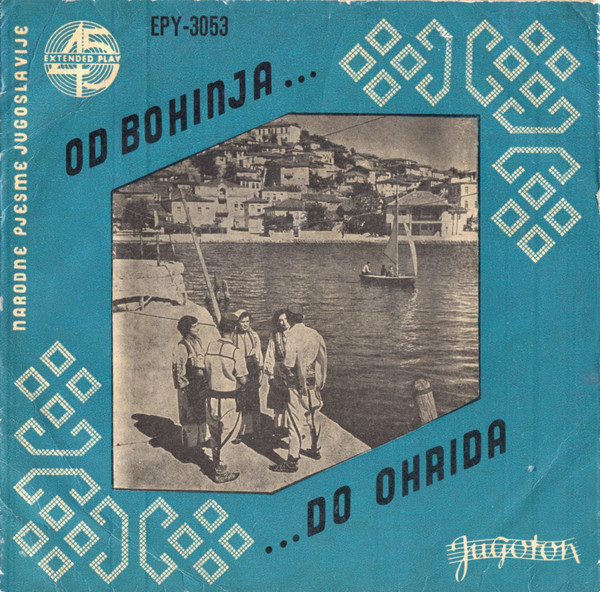 NARODNE PJESME JUGOSLAVIJE
45
EXTENDED PLAY
EPY-3053
OD BOHINJA...
...DO OHRIDA
Jugoton